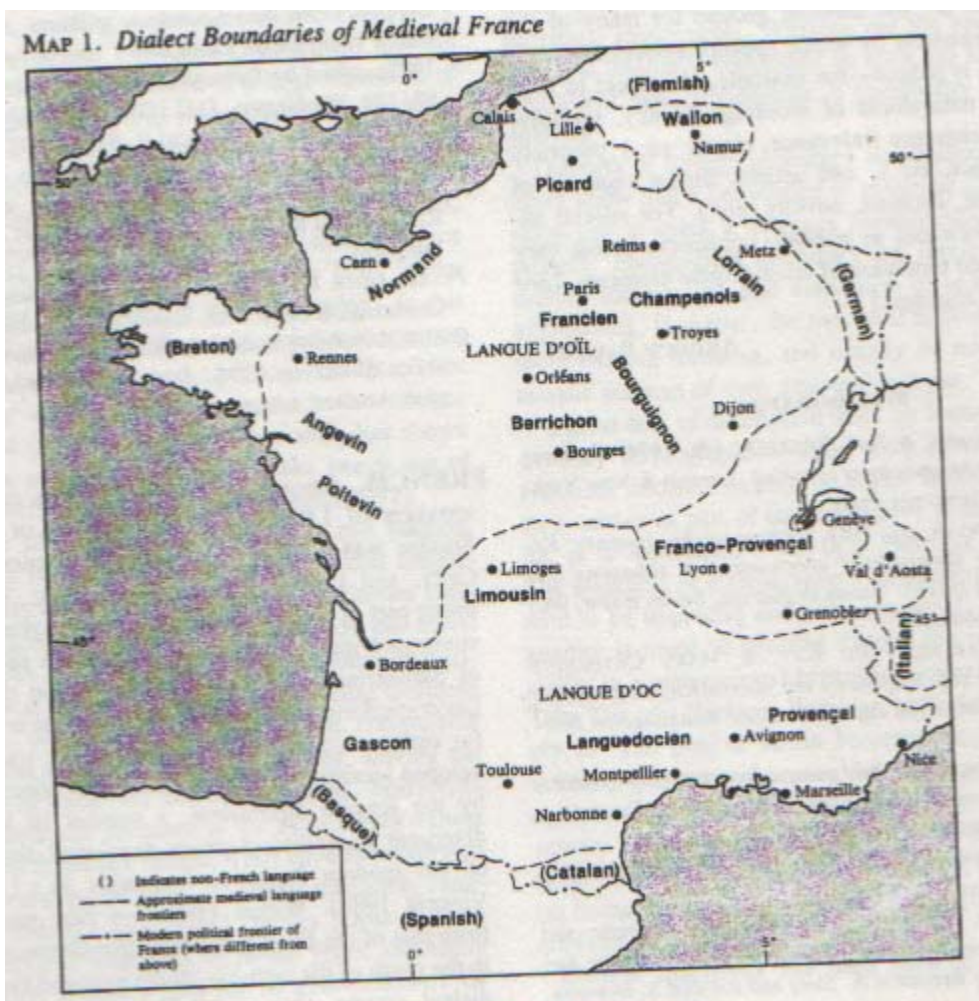 MAP 1. Dialect Boundaries of Medieval France
0°
5°
(Flemish)
Calais
Lille
Wallon
Namur
50°
50°
Picard
Reims
Metz
Lorrain
Caen
Normand
(German)
Paris
Champenois
Francien
Troyes
(Breton)
Rennes
LANGUE D'OÏL
Orléans
Bourguignon
Angevin
Berrichon
Dijon
Bourges
Poitevin
Genève
Franco-Provençal
Limoges
Lyon
Val d'Aosta
Limousin
Grenoble
45°
45°
(Italian)
Bordeaux
LANGUE D'OC
Provençal
Gascon
Languedocien
Avignon
Nice
Toulouse
Montpellier
Marseille
Narbonne
(Basque)
(Catalan)
( ) Indicates non-French language
Approximate medieval language
frontiers
Modern political frontier of
France (where different from
above)
(Spanish)
0°
5°